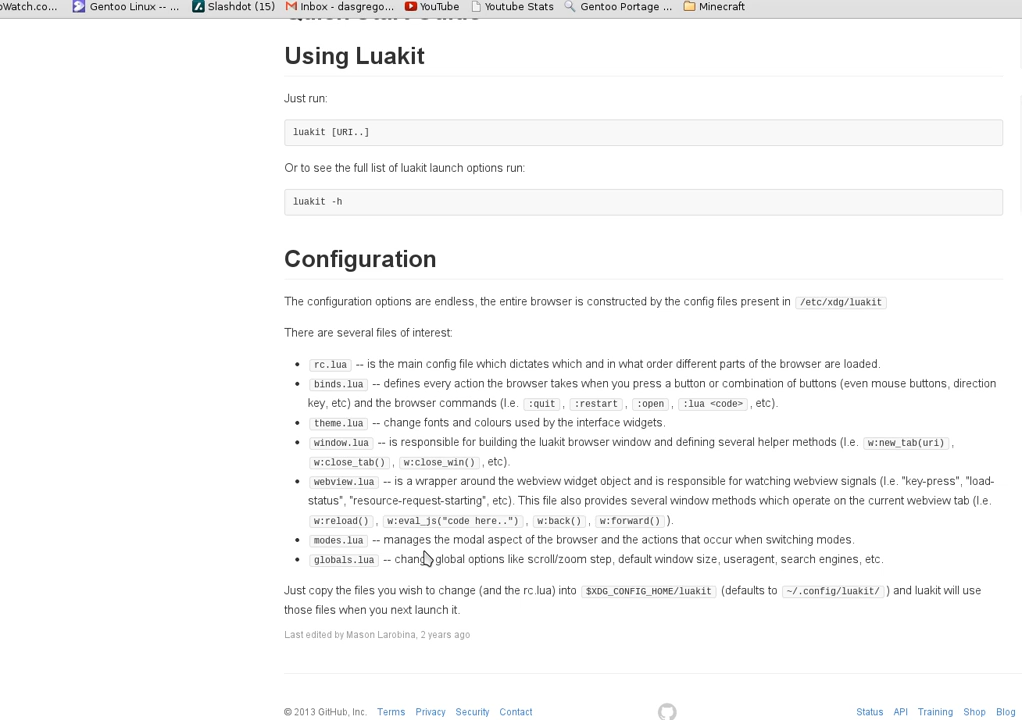 oWatch.co... Gentoo Linux -- ... Slashdot (15) Inbox - dasgrego... YouTube Youtube Stats Gentoo Portage ... Minecraft
Using Luakit
Just run:
luakit [URI..]
Or to see the full list of luakit launch options run:
luakit -h
Configuration
The configuration options are endless, the entire browser is constructed by the config files present in /etc/xdg/luakit
There are several files of interest:
• rc.lua -- is the main config file which dictates which and in what order different parts of the browser are loaded.
• binds.lua -- defines every action the browser takes when you press a button or combination of buttons (even mouse buttons, direction
key, etc) and the browser commands (I.e. :quit , :restart , :open , :lua <code> , etc).
• theme.lua -- change fonts and colours used by the interface widgets.
• window.lua -- is responsible for building the luakit browser window and defining several helper methods (I.e. w:new_tab(uri) ,
w:close_tab() , w:close_win() , etc).
• webview.lua -- is a wrapper around the webview widget object and is responsible for watching webview signals (I.e. "key-press", "load-
status", "resource-request-starting", etc). This file also provides several window methods which operate on the current webview tab (I.e.
w:reload() , w:eval_js("code here..") , w:back() , w:forward() ).
• modes.lua -- manages the modal aspect of the browser and the actions that occur when switching modes.
• globals.lua -- change global options like scroll/zoom step, default window size, useragent, search engines, etc.
Just copy the files you wish to change (and the rc.lua) into $XDG_CONFIG_HOME/luakit (defaults to ~/.config/luakit/ ) and luakit will use
those files when you next launch it.
Last edited by Mason Larobina, 2 years ago
© 2013 GitHub, Inc. Terms Privacy Security Contact Status API Training Shop Blog